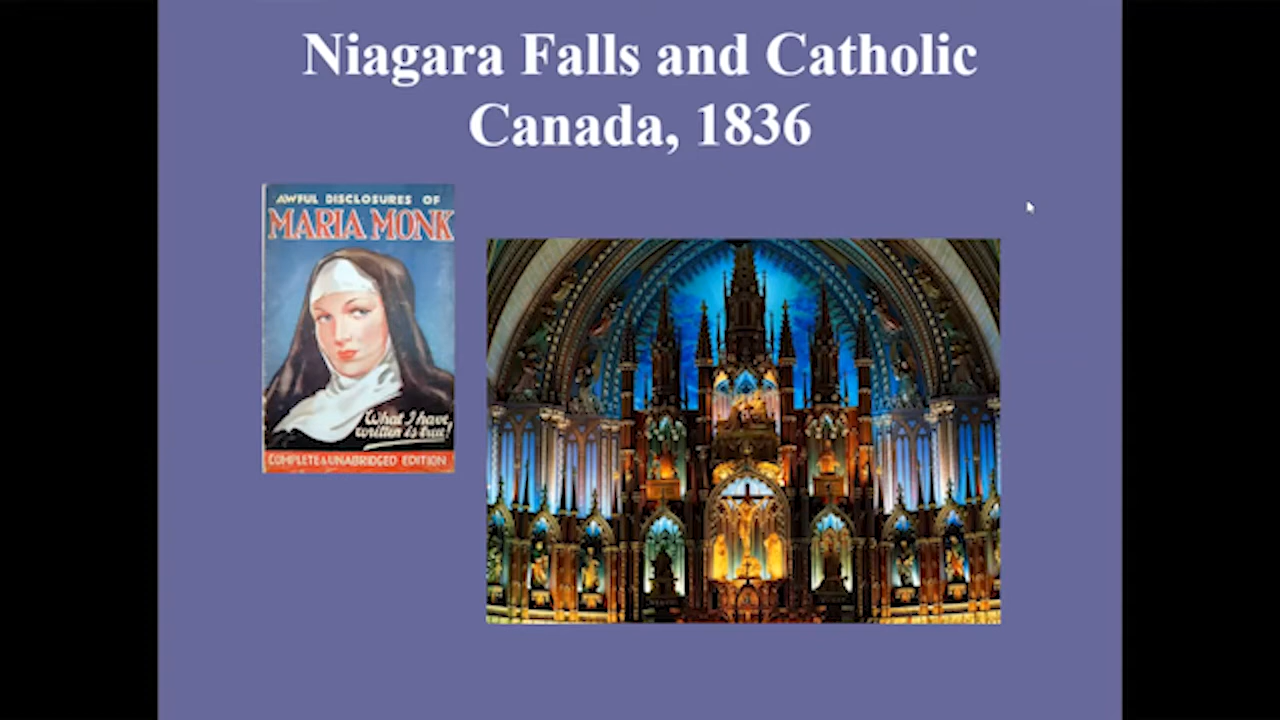 Niagara Falls and Catholic
Canada, 1836
AWFUL DISCLOSURES OF
MARIA MONK
What I have
written is true!
COMPLETE & UNABRIDGED EDITION